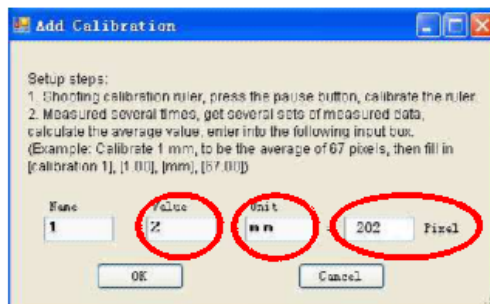 Add Calibration
Setup steps:
1. Shooting calibration ruler, press the pause button, calibrate the ruler.
2. Measured several times, get several sets of measured data,
calculate the average value, enter into the following input box.
(Example: Calibrate 1 mm, to be the average of 67 pixels, then fill in
[calibration 1], [1.00], [mm], [67.00])
Name Value Unit
1 2 mm = 202 Pixel
OK Cancel